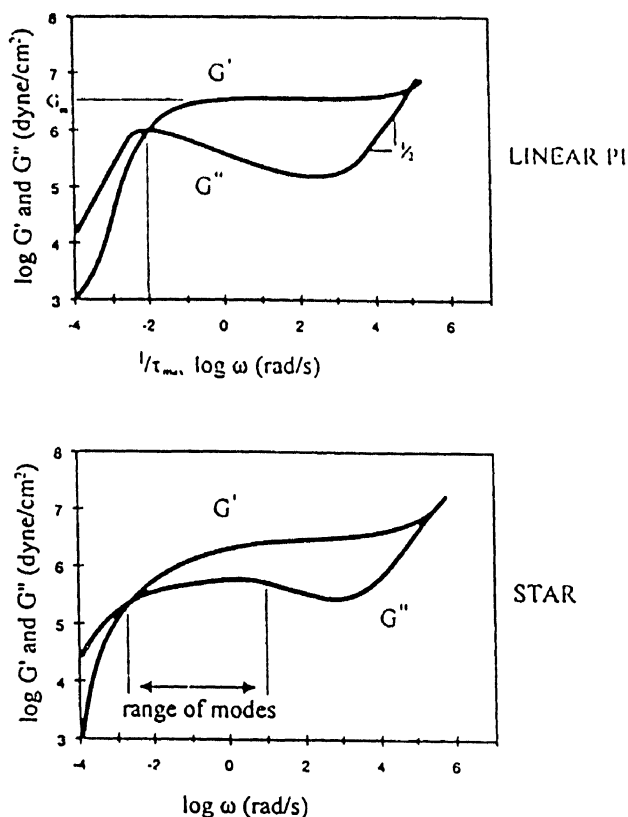 8
7
6
5
4
3
log G' and G" (dyne/cm²)
G'
G"
1/2
LINEAR PI
-4 -2 0 2 4 6
log ω (rad/s)
8
7
6
5
4
3
log G' and G" (dyne/cm²)
G'
G"
STAR
range of modes
-4 -2 0 2 4 6
log ω (rad/s)